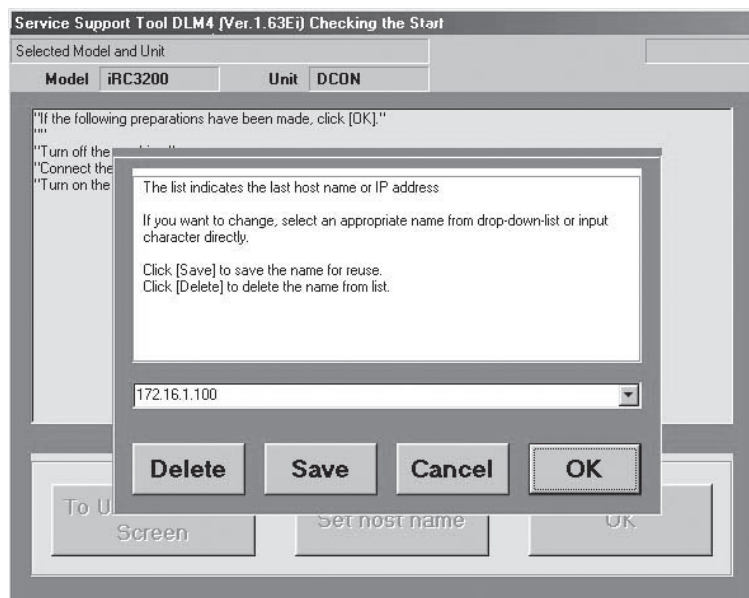 Service Support Tool DLM4 (Ver.1.63Ei) Checking the Start
Selected Model and Unit
Model iRC3200 Unit DCON
"If the following preparations have been made, click [OK]."
""
"Turn off the
"Connect the
"Turn on the
The list indicates the last host name or IP address
If you want to change, select an appropriate name from drop-down-list or input
character directly.
Click [Save] to save the name for reuse.
Click [Delete] to delete the name from list.
172.16.1.100
Delete Save Cancel OK
To U
Screen
Set host name
OK